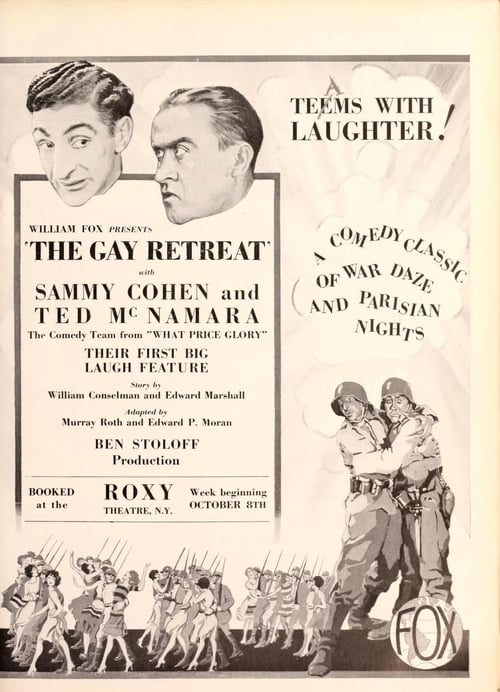 TEEMS WITH
LAUGHTER!
WILLIAM FOX PRESENTS
'THE GAY RETREAT'
with
SAMMY COHEN and
TED Mc NAMARA
The Comedy Team from "WHAT PRICE GLORY"
THEIR FIRST BIG
LAUGH FEATURE
Story by
William Conselman and Edward Marshall
Adapted by
Murray Roth and Edward P. Moran
BEN STOLOFF
Production
BOOKED
at the
ROXY
THEATRE, N.Y.
Week beginning
OCTOBER 8TH
A COMEDY CLASSIC
OF WAR DAZE
AND PARISIAN
NIGHTS
FOX